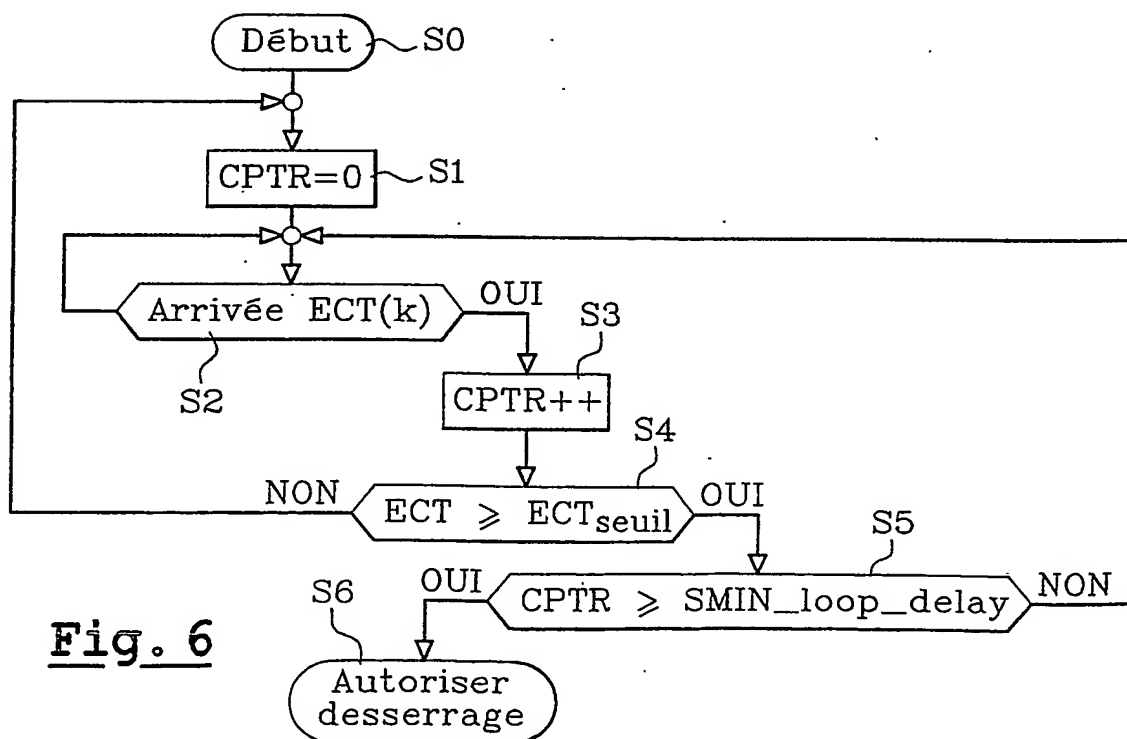 Début
S0
CPTR=0
S1
Arrivée ECT(k)
OUI
S2
S3
CPTR++
S4
NON
ECT ⩾ ECTseuil
OUI
S5
OUI
CPTR ⩾ SMIN_loop_delay
NON
S6
Fig. 6
Autoriser
desserrage